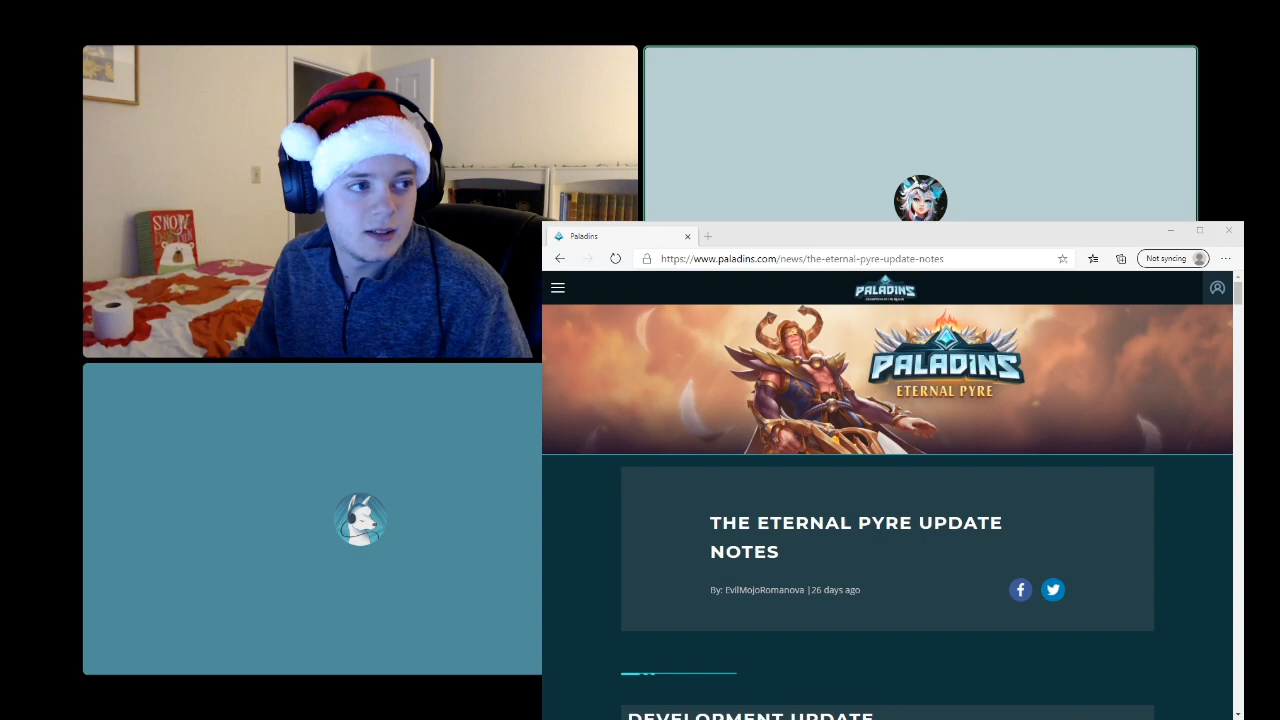 SNOW
Paladins
https://www.paladins.com/news/the-eternal-pyre-update-notes
Not syncing
PALADINS
PALADINS
ETERNAL PYRE
THE ETERNAL PYRE UPDATE
NOTES
By: EvilMojoRomanova |26 days ago
DEVELOPMENT UPDATE